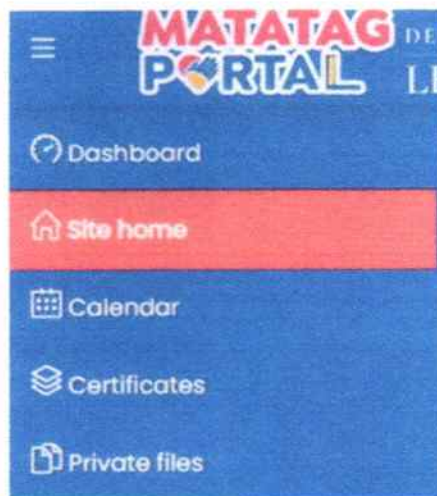 MATATAG
PORTAL
Dashboard
Site home
Calendar
Certificates
Private files